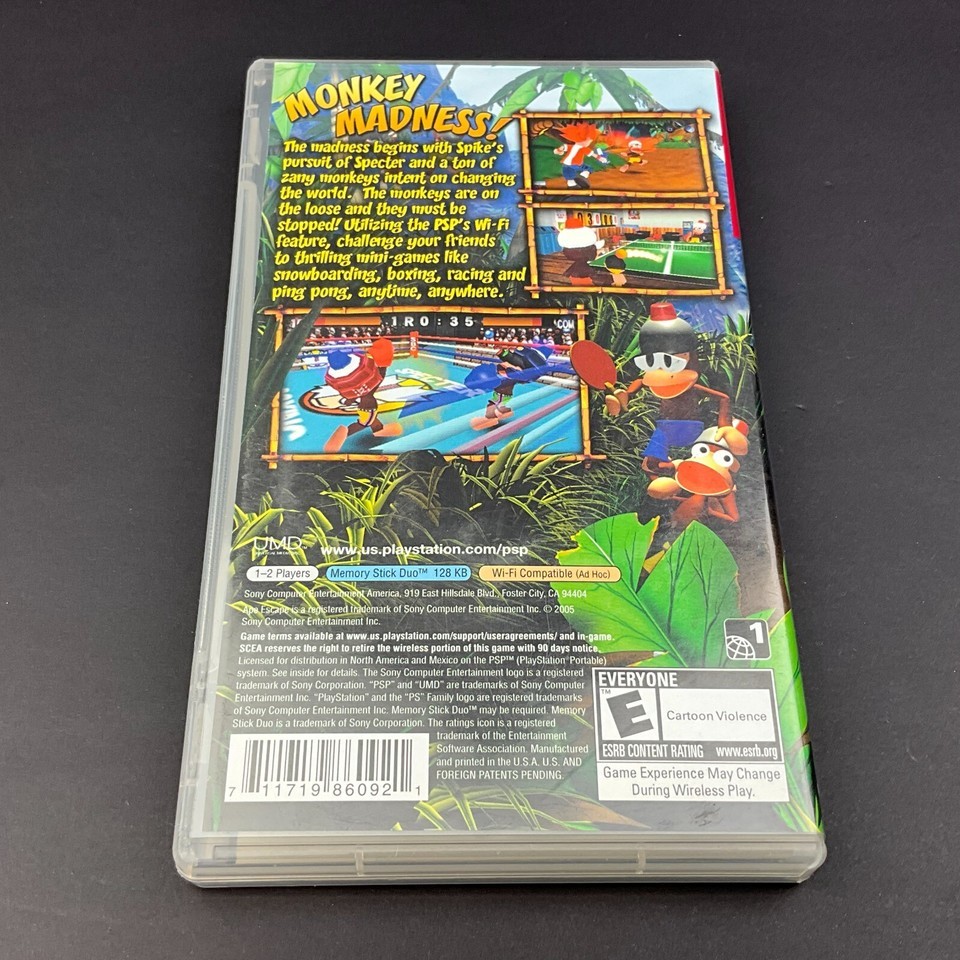 MONKEY
MADNESS!
The madness begins with Spike's
pursuit of Specter and a ton of
zany monkeys intent on changing
the world. The monkeys are on
the loose and they must be
stopped! Utilizing the PSP's Wi-Fi
feature, challenge your friends
to thrilling mini-games like
snowboarding, boxing, racing and
ping pong, anytime, anywhere.
1R0:35
COM
UMD
www.us.playstation.com/psp
1–2 Players
Memory Stick Duo™ 128 KB
Wi-Fi Compatible (Ad Hoc)
Sony Computer Entertainment America, 919 East Hillsdale Blvd., Foster City, CA 94404
Ape Escape is a registered trademark of Sony Computer Entertainment Inc. © 2005
Sony Computer Entertainment Inc.
Game terms available at www.us.playstation.com/support/useragreements/ and in-game.
SCEA reserves the right to retire the wireless portion of this game with 90 days notice.
Licensed for distribution in North America and Mexico on the PSP™ (PlayStation®Portable)
system. See inside for details. The Sony Computer Entertainment logo is a registered
trademark of Sony Corporation. "PSP" and "UMD" are trademarks of Sony Computer
Entertainment Inc. "PlayStation" and the "PS" Family logo are registered trademarks
of Sony Computer Entertainment Inc. Memory Stick Duo™ may be required. Memory
Stick Duo is a trademark of Sony Corporation. The ratings icon is a registered
trademark of the Entertainment
Software Association. Manufactured
and printed in the U.S.A. U.S. AND
FOREIGN PATENTS PENDING.
7 11719 86092 1
1
EVERYONE
E™
Cartoon Violence
ESRB CONTENT RATING www.esrb.org
Game Experience May Change
During Wireless Play.